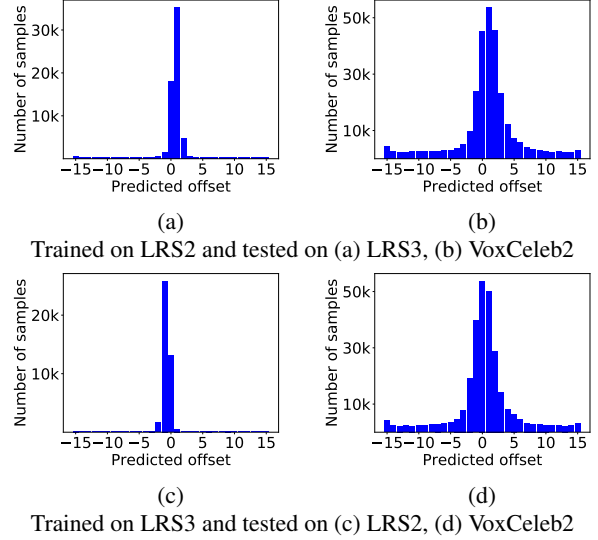 Number of samples
30k
20k
10k
−15 −10 −5 0 5 10 15
Predicted offset
(a)
Number of samples
50k
30k
10k
−15 −10 −5 0 5 10 15
Predicted offset
(b)
Trained on LRS2 and tested on (a) LRS3, (b) VoxCeleb2
Number of samples
20k
10k
−15 −10 −5 0 5 10 15
Predicted offset
(c)
Number of samples
50k
30k
10k
−15 −10 −5 0 5 10 15
Predicted offset
(d)
Trained on LRS3 and tested on (c) LRS2, (d) VoxCeleb2